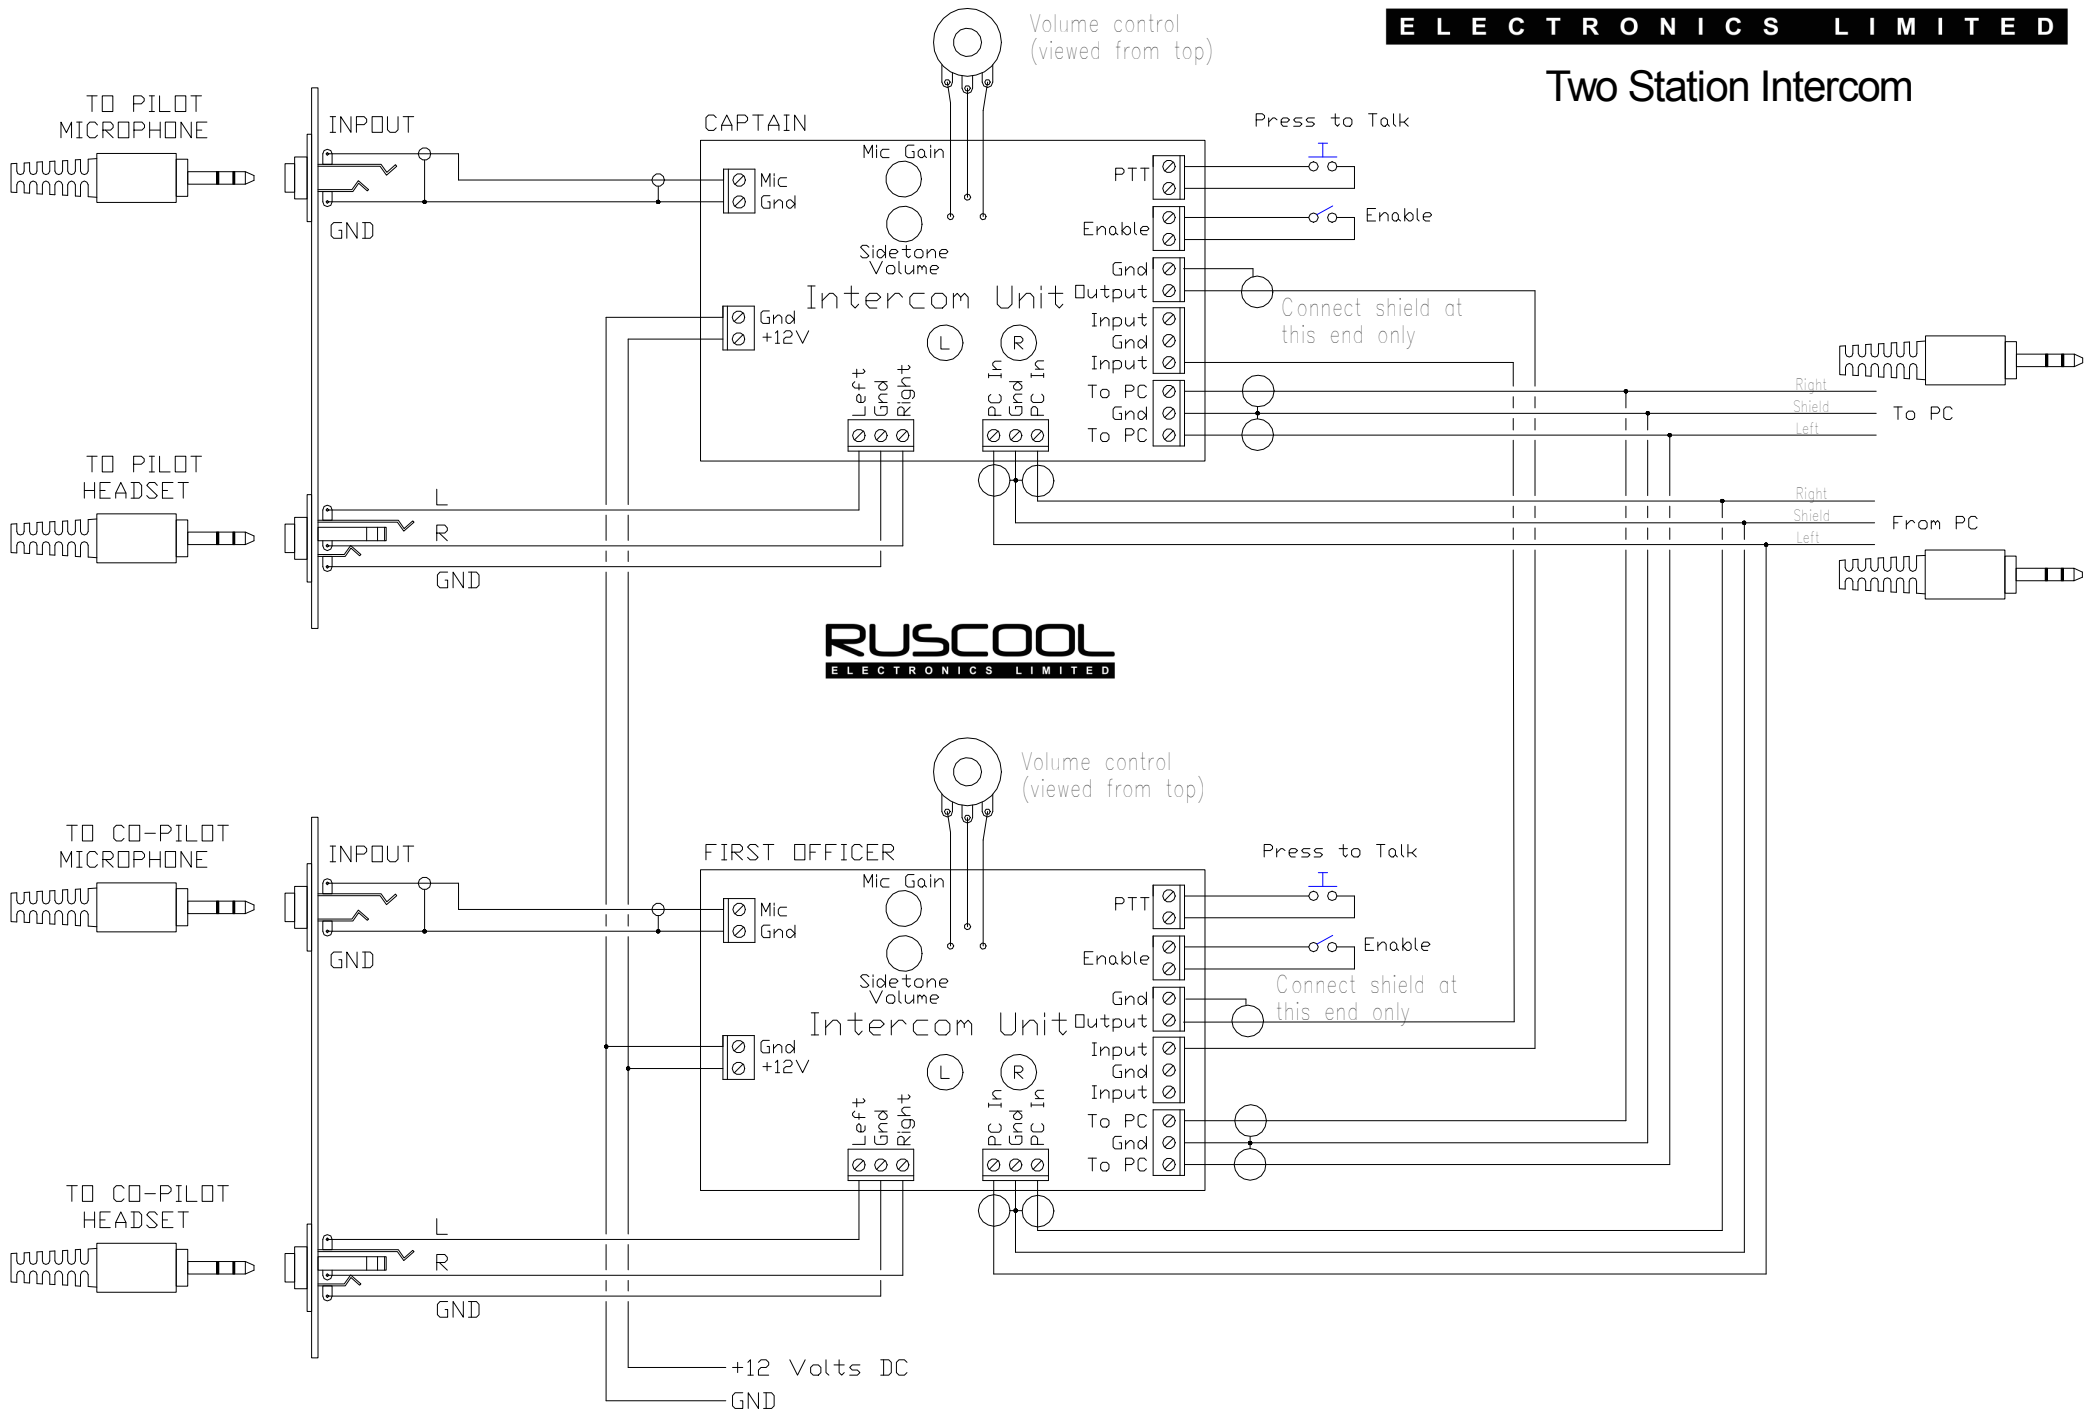 ELECTRONICS LIMITED
Two Station Intercom
Volume control
(viewed from top)
TO PILOT
MICROPHONE
INPOUT
GND
CAPTAIN
Mic Gain
Sidetone
Volume
Mic
Gnd
Gnd
+12V
Intercom Unit
L
R
Left
Gnd
Right
PC In
Gnd
PC In
PTT
Enable
Gnd
Output
Input
Gnd
Input
To PC
Gnd
To PC
Press to Talk
Enable
Connect shield at
this end only
Right
Shield
Left
To PC
Right
Shield
Left
From PC
TO PILOT
HEADSET
L
R
GND
RUSCOOL
ELECTRONICS LIMITED
Volume control
(viewed from top)
TO CO-PILOT
MICROPHONE
INPOUT
GND
FIRST OFFICER
Mic Gain
Sidetone
Volume
Mic
Gnd
Gnd
+12V
Intercom Unit
L
R
Left
Gnd
Right
PC In
Gnd
PC In
PTT
Enable
Gnd
Output
Input
Gnd
Input
To PC
Gnd
To PC
Press to Talk
Enable
Connect shield at
this end only
TO CO-PILOT
HEADSET
L
R
GND
+12 Volts DC
GND